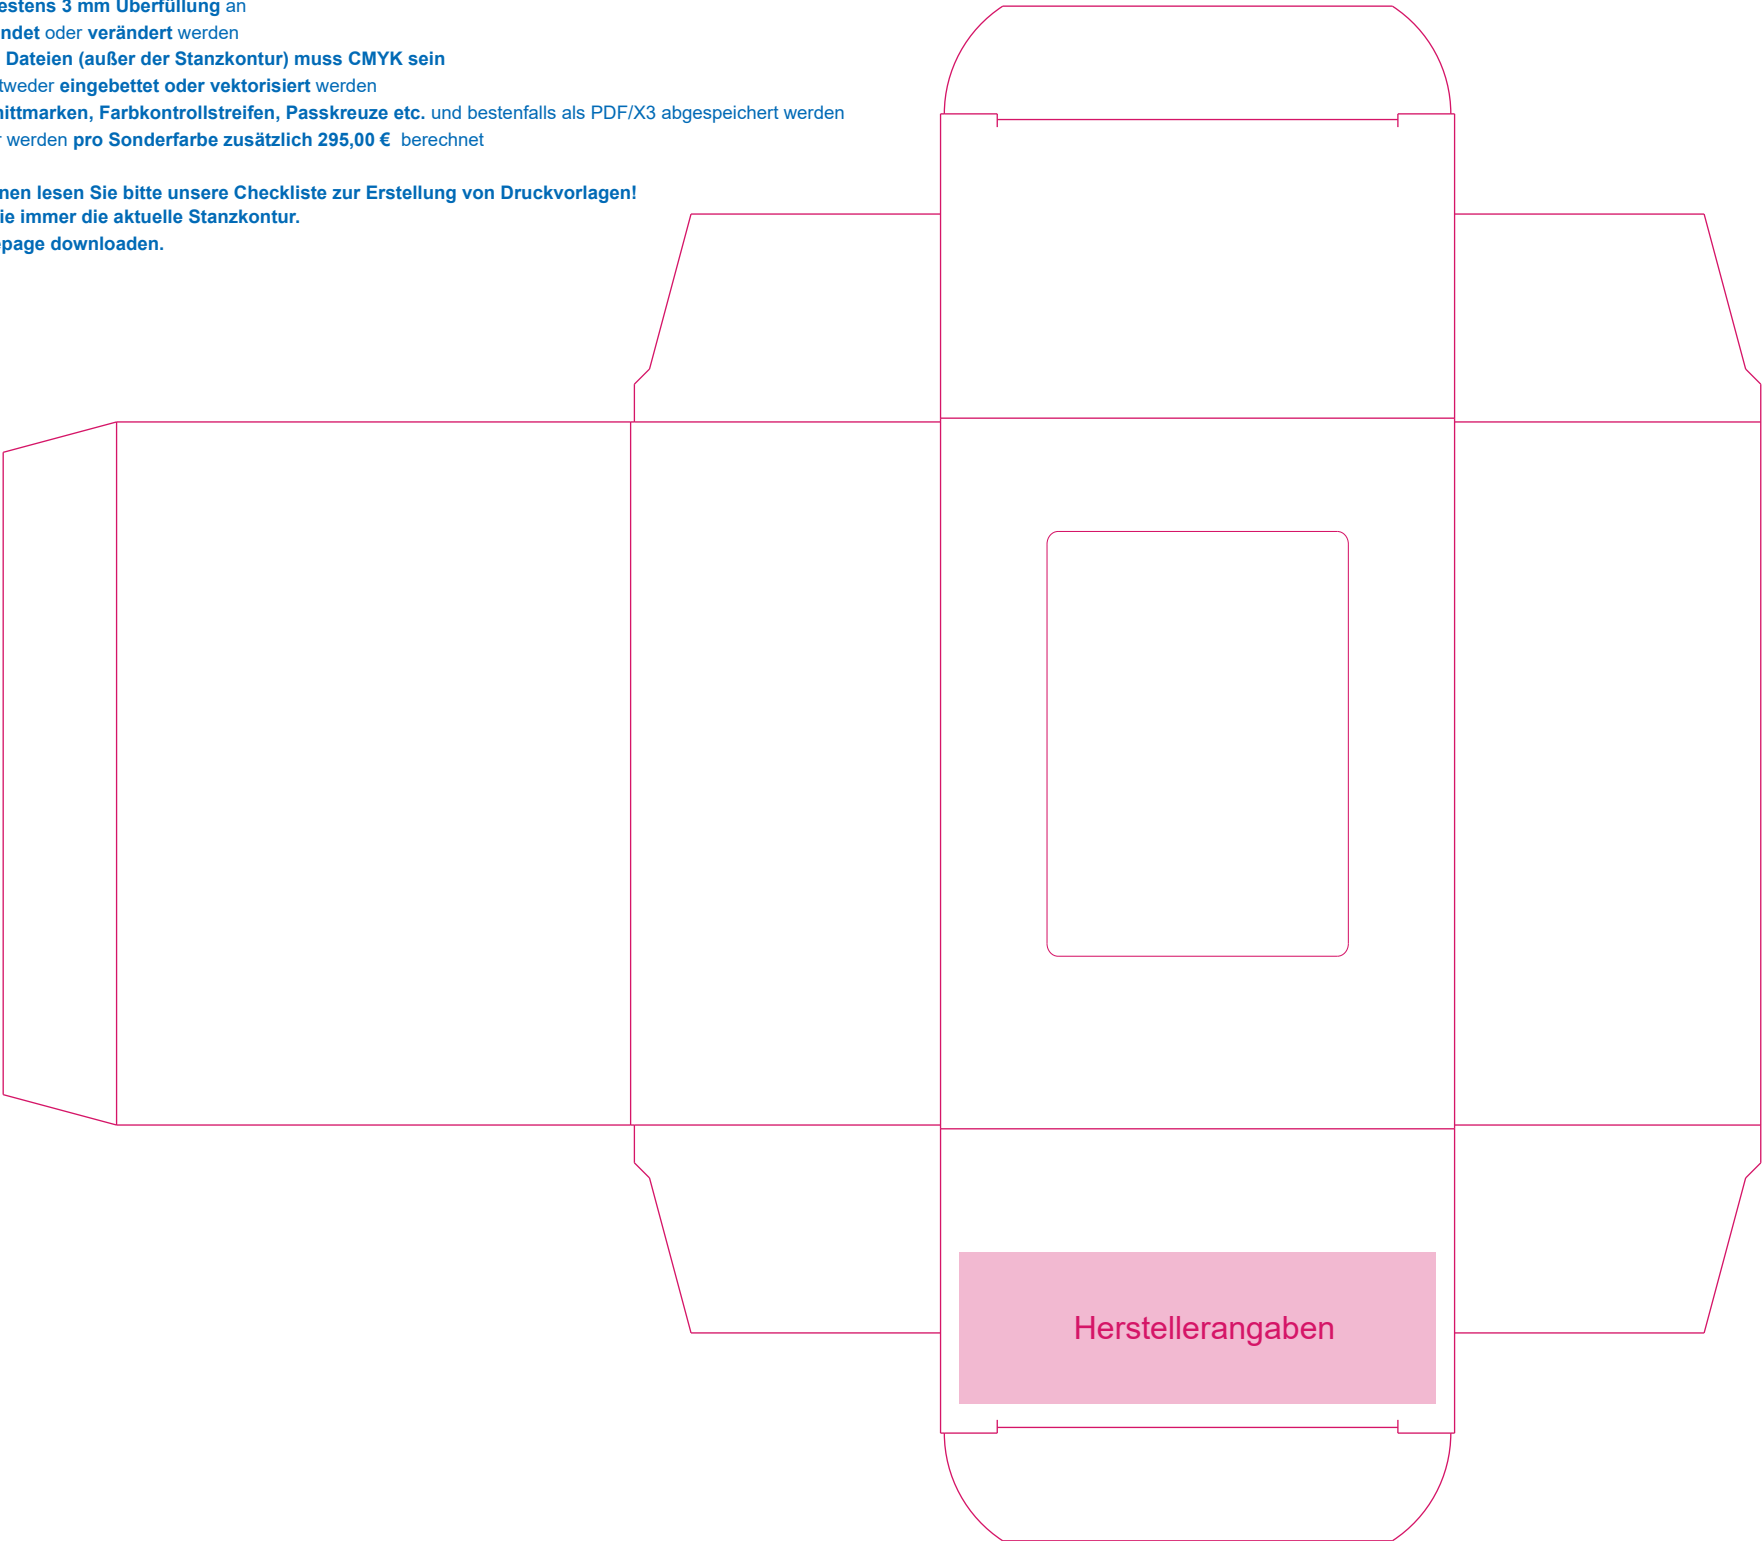 estens 3 mm Überfüllung an
ndet oder verändert werden
Dateien (außer der Stanzkontur) muss CMYK sein
tweder eingebettet oder vektorisiert werden
ittmarken, Farbkontrollstreifen, Passkreuze etc. und bestenfalls als PDF/X3 abgespeichert werden
werden pro Sonderfarbe zusätzlich 295,00 € berechnet
nen lesen Sie bitte unsere Checkliste zur Erstellung von Druckvorlagen!
ie immer die aktuelle Stanzkontur.
page downloaden.
Herstellerangaben